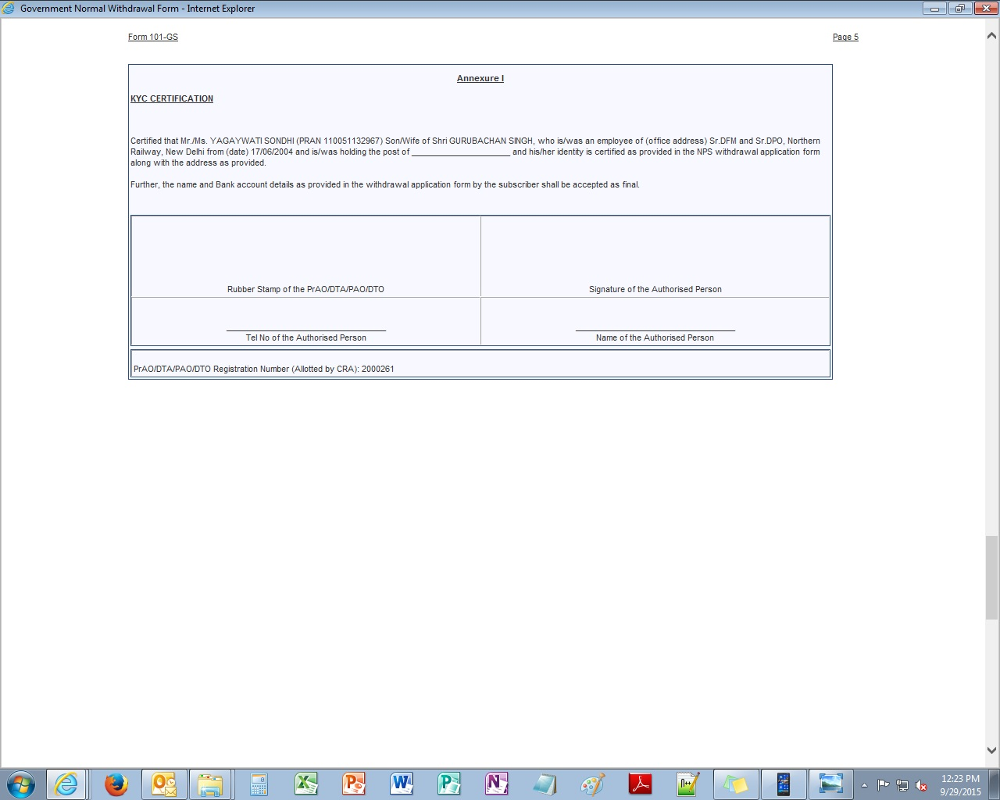 Government Normal Withdrawal Form - Internet Explorer
Form 101-GS
Page 5
Annexure I
KYC CERTIFICATION
Certified that Mr./Ms. YAGAYWATI SONDHI (PRAN 110051132967) Son/Wife of Shri GURUBACHAN SINGH, who is/was an employee of (office address) Sr.DFM and Sr.DPO, Northern
Railway, New Delhi from (date) 17/06/2004 and is/was holding the post of _____________________ and his/her identity is certified as provided in the NPS withdrawal application form
along with the address as provided.
Further, the name and Bank account details as provided in the withdrawal application form by the subscriber shall be accepted as final.
Rubber Stamp of the PrAO/DTA/PAO/DTO
Signature of the Authorised Person
Tel No of the Authorised Person
Name of the Authorised Person
PrAO/DTA/PAO/DTO Registration Number (Allotted by CRA): 2000261
12:23 PM
9/29/2015